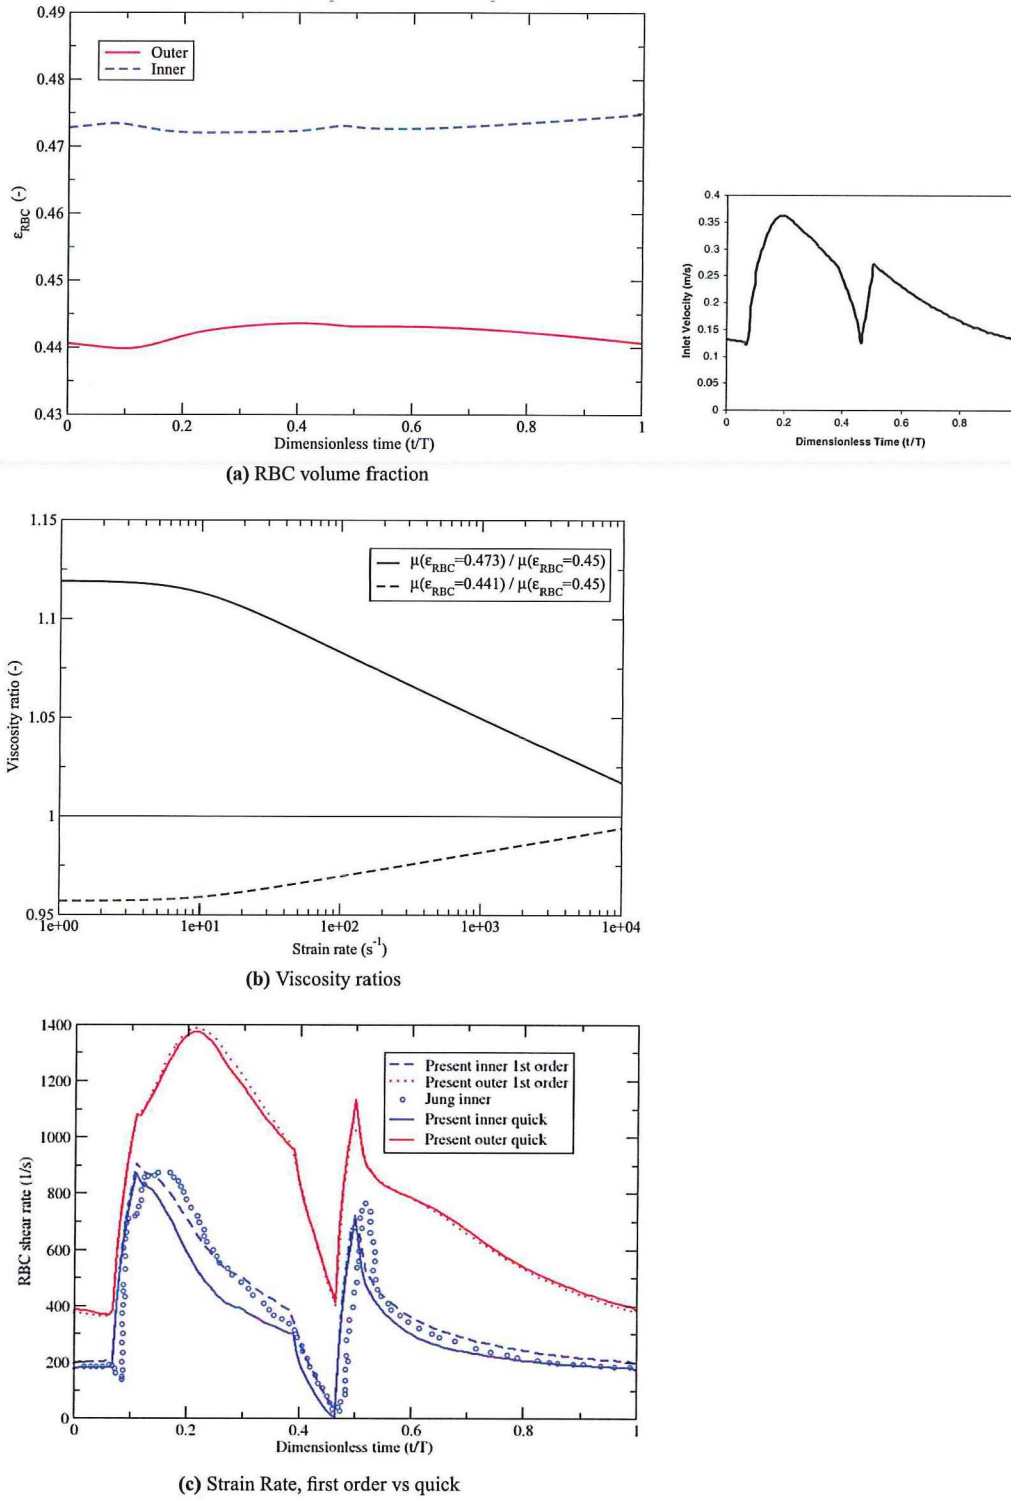 0.49
0.48
0.47
0.46
0.45
0.44
0.43
ε_RBC (-)
Outer
Inner
0 0.2 0.4 0.6 0.8 1
Dimensionless time (t/T)
0.4
0.35
0.3
0.25
0.2
0.15
0.1
0.05
0
Inlet Velocity (m/s)
0 0.2 0.4 0.6 0.8
Dimensionless Time (t/T)
(a) RBC volume fraction
1.15
1.1
1.05
1
0.95
Viscosity ratio (-)
μ(ε_RBC=0.473) / μ(ε_RBC=0.45)
μ(ε_RBC=0.441) / μ(ε_RBC=0.45)
1e+00 1e+01 1e+02 1e+03 1e+04
Strain rate (s⁻¹)
(b) Viscosity ratios
1400
1200
1000
800
600
400
200
0
RBC shear rate (1/s)
Present inner 1st order
Present outer 1st order
Jung inner
Present inner quick
Present outer quick
0 0.2 0.4 0.6 0.8 1
Dimensionless time (t/T)
(c) Strain Rate, first order vs quick